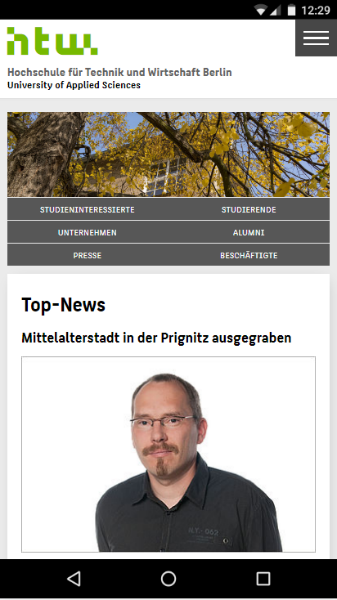 12:29
htw.
Hochschule für Technik und Wirtschaft Berlin
University of Applied Sciences
STUDIENINTERESSIERTE STUDIERENDE
UNTERNEHMEN ALUMNI
PRESSE BESCHÄFTIGTE
Top-News
Mittelalterstadt in der Prignitz ausgegraben